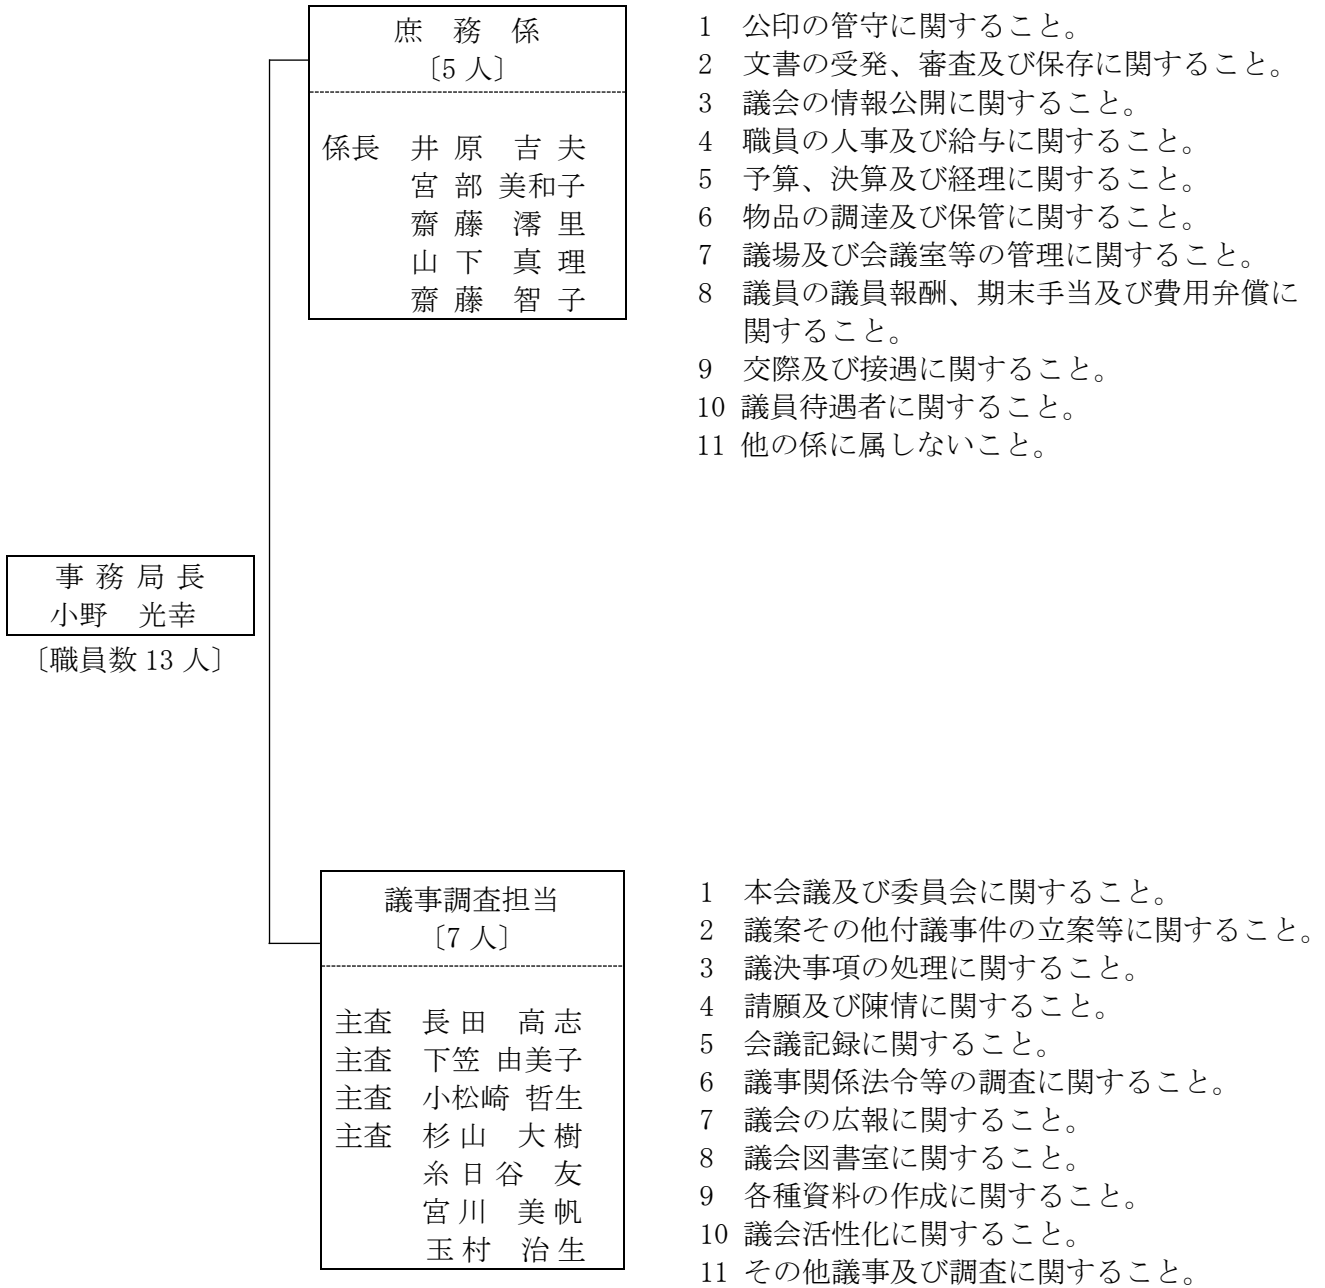 庶 務 係
〔5 人〕
係長 井 原 吉 夫
宮 部 美和子
齋 藤 澪 里
山 下 真 理
齋 藤 智 子
1 公印の管守に関すること。
2 文書の受発、審査及び保存に関すること。
3 議会の情報公開に関すること。
4 職員の人事及び給与に関すること。
5 予算、決算及び経理に関すること。
6 物品の調達及び保管に関すること。
7 議場及び会議室等の管理に関すること。
8 議員の議員報酬、期末手当及び費用弁償に
関すること。
9 交際及び接遇に関すること。
10 議員待遇者に関すること。
11 他の係に属しないこと。
事 務 局 長
小野 光幸
〔職員数 13 人〕
議事調査担当
〔7 人〕
主査 長 田 高 志
主査 下笠 由美子
主査 小松崎 哲生
主査 杉 山 大 樹
糸 日 谷 友
宮 川 美 帆
玉 村 治 生
1 本会議及び委員会に関すること。
2 議案その他付議事件の立案等に関すること。
3 議決事項の処理に関すること。
4 請願及び陳情に関すること。
5 会議記録に関すること。
6 議事関係法令等の調査に関すること。
7 議会の広報に関すること。
8 議会図書室に関すること。
9 各種資料の作成に関すること。
10 議会活性化に関すること。
11 その他議事及び調査に関すること。